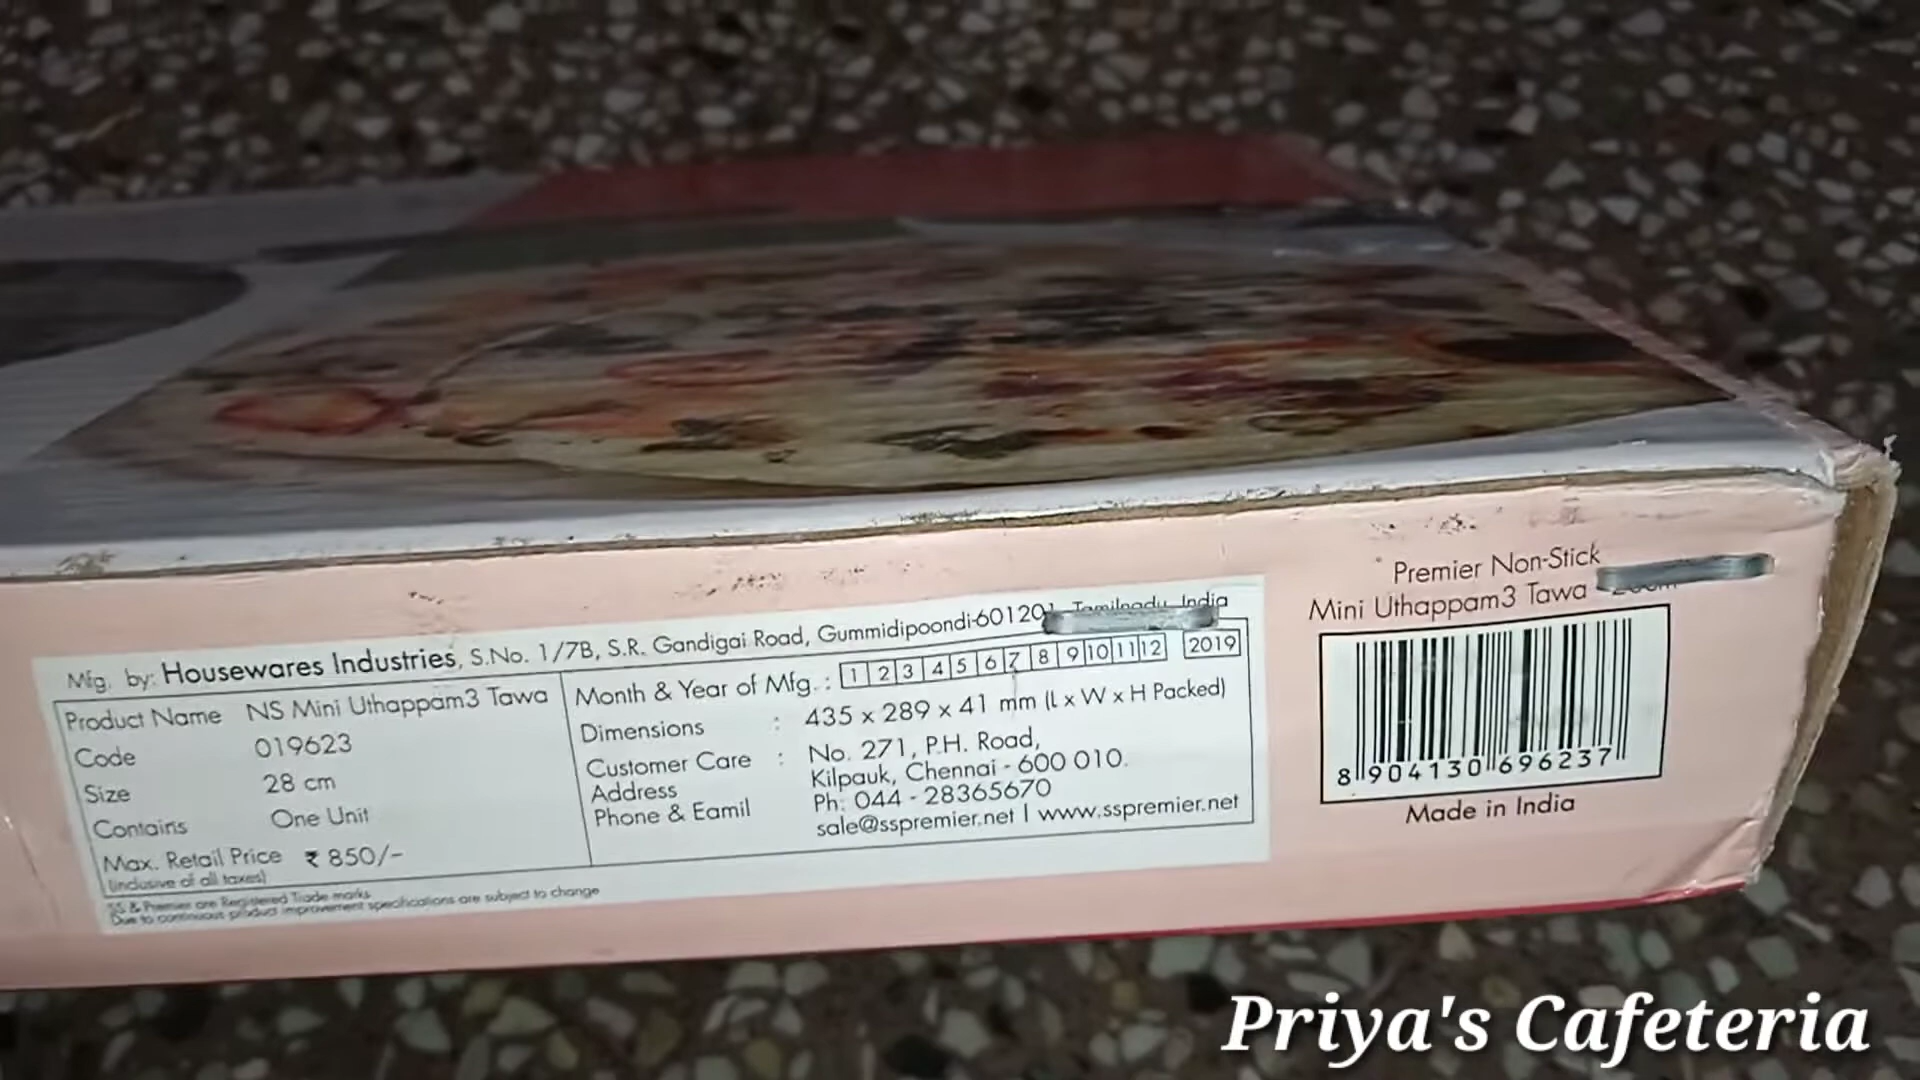 Premier Non-Stick
Mini Uthappam3 Tawa
8 904130 696237
Made in India
Mfg. by: Housewares Industries, S.No. 1/7B, S.R. Gandigai Road, Gummidipoondi-601201, Tamilnadu, India
Product Name NS Mini Uthappam3 Tawa
Code 019623
Size 28 cm
Contains One Unit
Max. Retail Price ₹ 850/-
(inclusive of all taxes)
Month & Year of Mfg. : 1 2 3 4 5 6 7 8 9 10 11 12 2019
Dimensions : 435 x 289 x 41 mm (L x W x H Packed)
Customer Care : No. 271, P.H. Road,
Address Kilpauk, Chennai - 600 010.
Phone & Eamil Ph: 044 - 28365670
sale@sspremier.net | www.sspremier.net
SS & Premier are Registered Trade marks
Due to continuous product improvement specifications are subject to change
Priya's Cafeteria